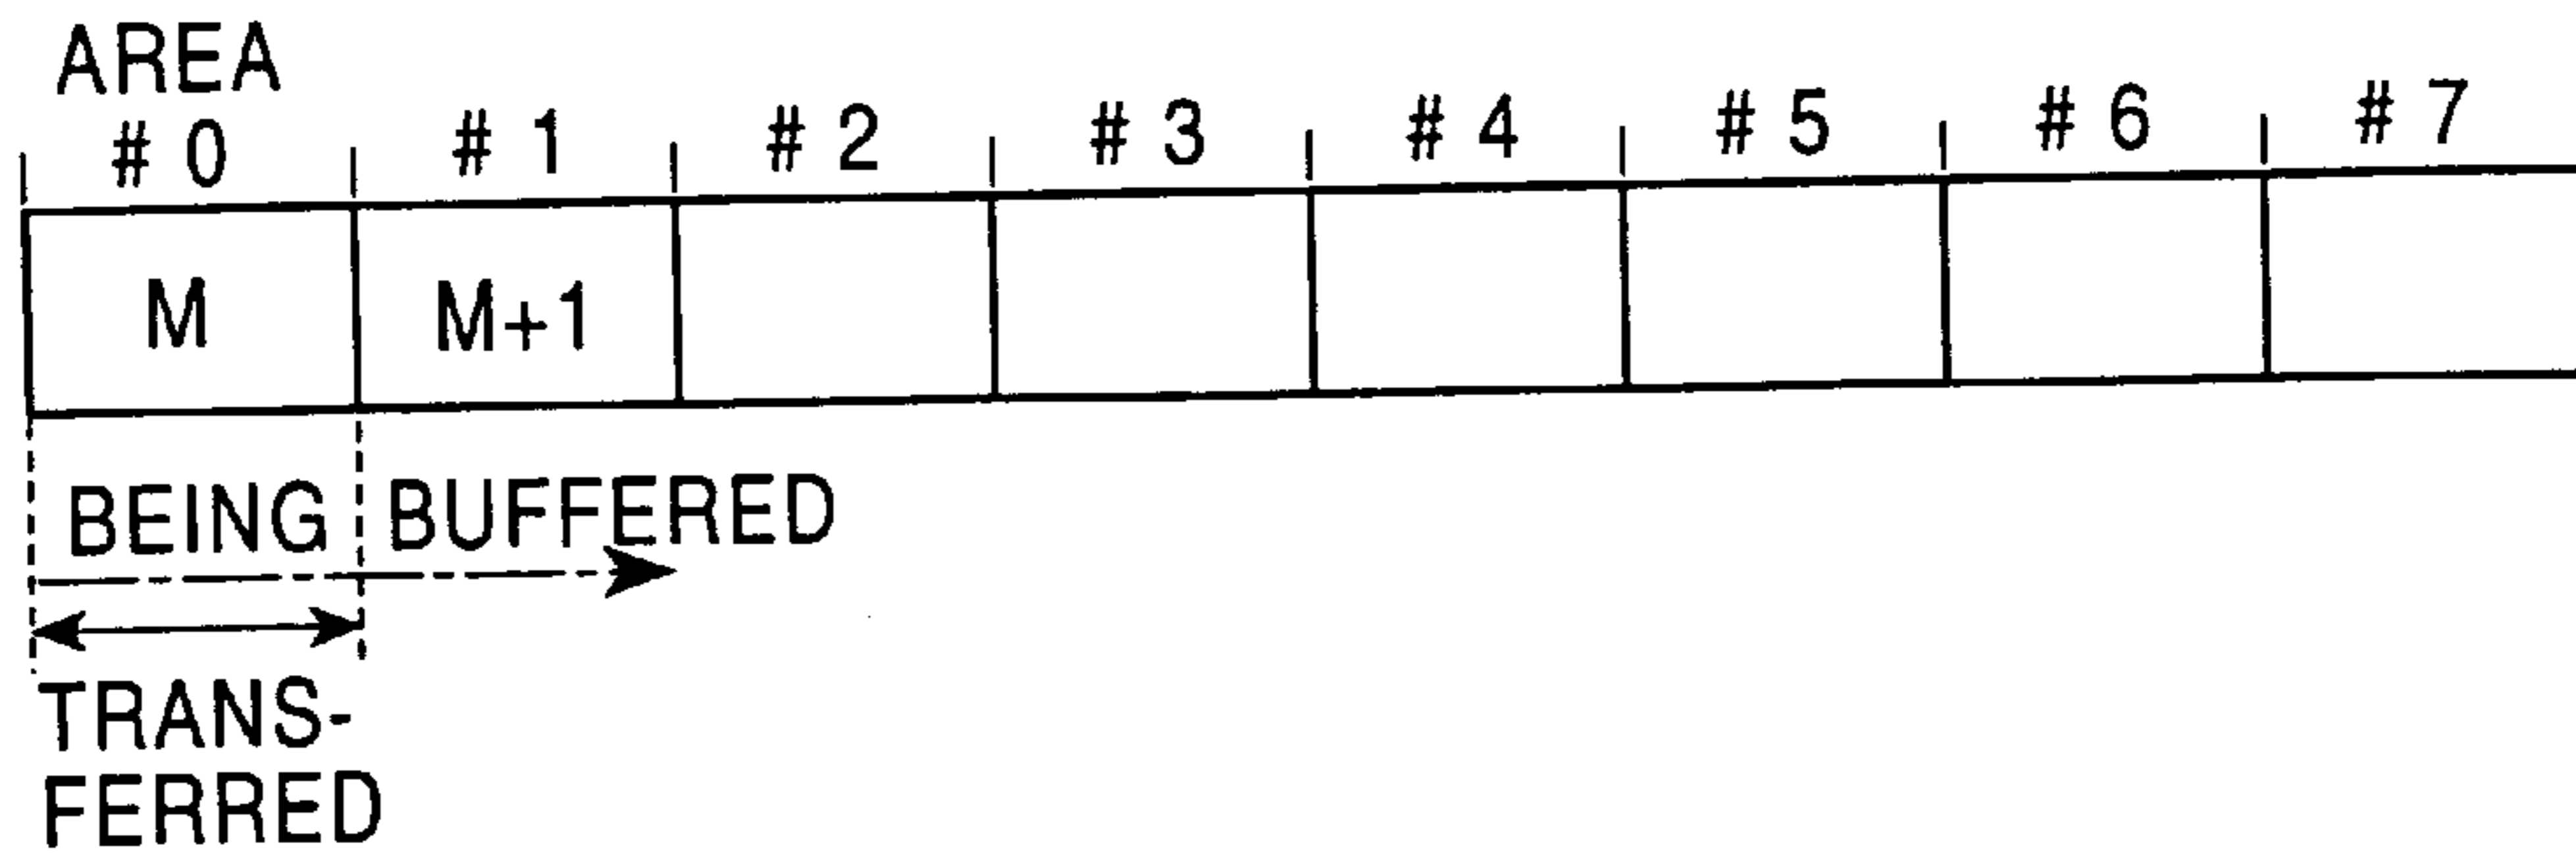 AREA
# 0 # 1 # 2 # 3 # 4 # 5 # 6 # 7
M M+1
BEING BUFFERED
TRANS-
FERRED